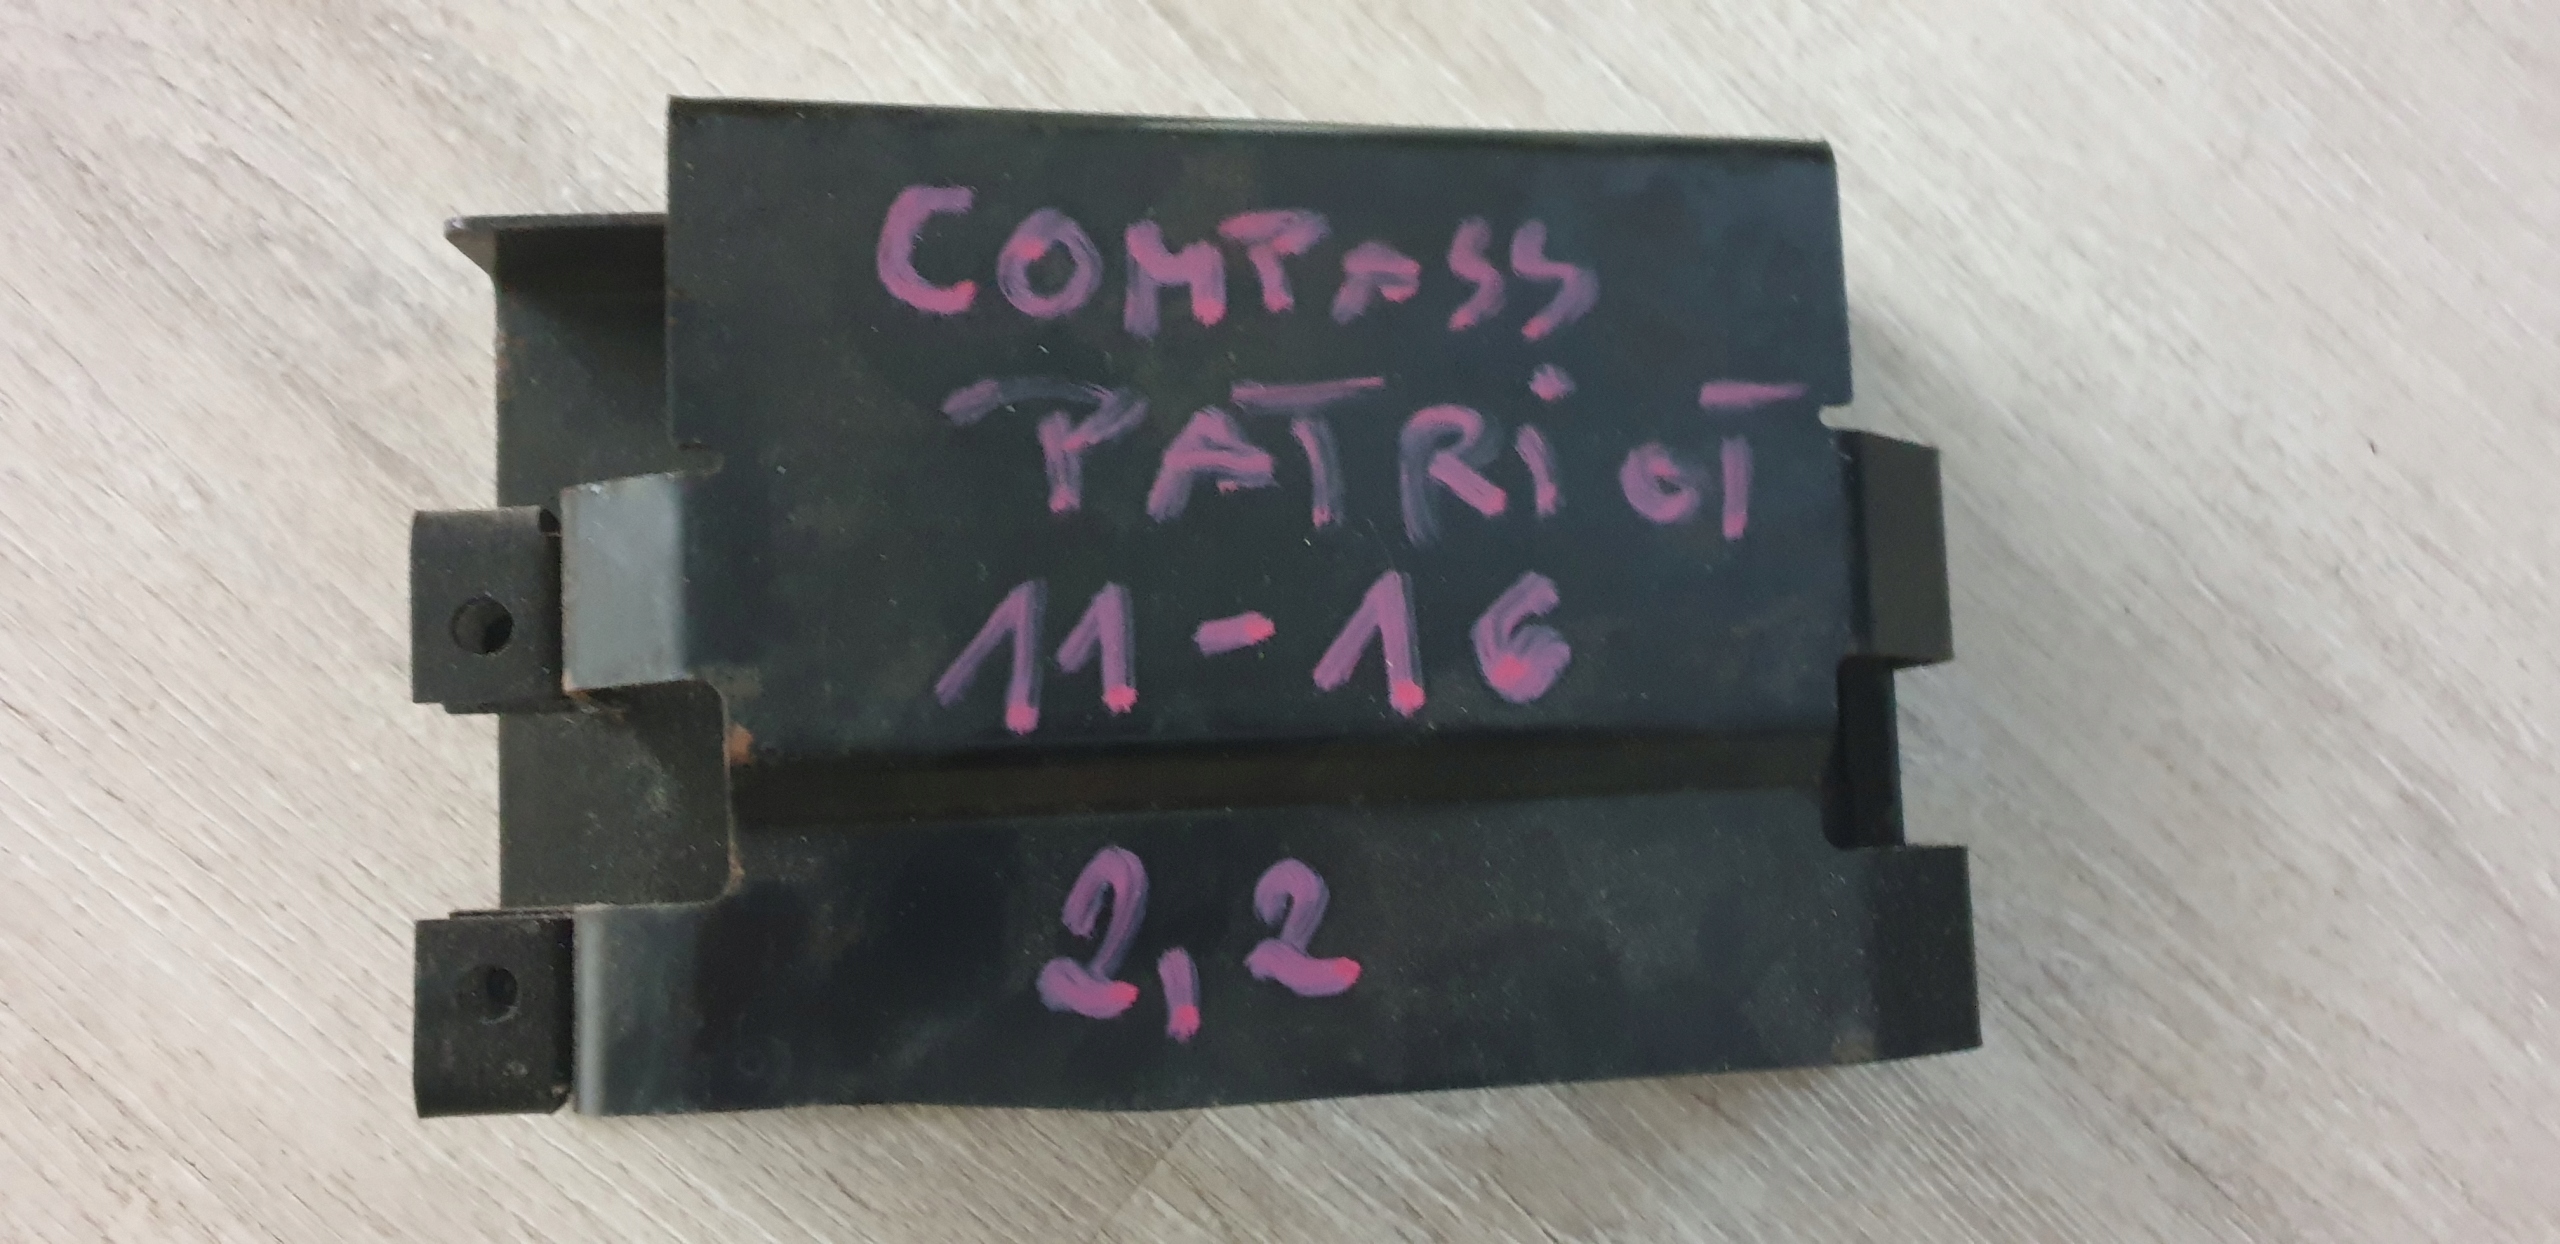 COMPASS
PATRiOT
11-16
2,2